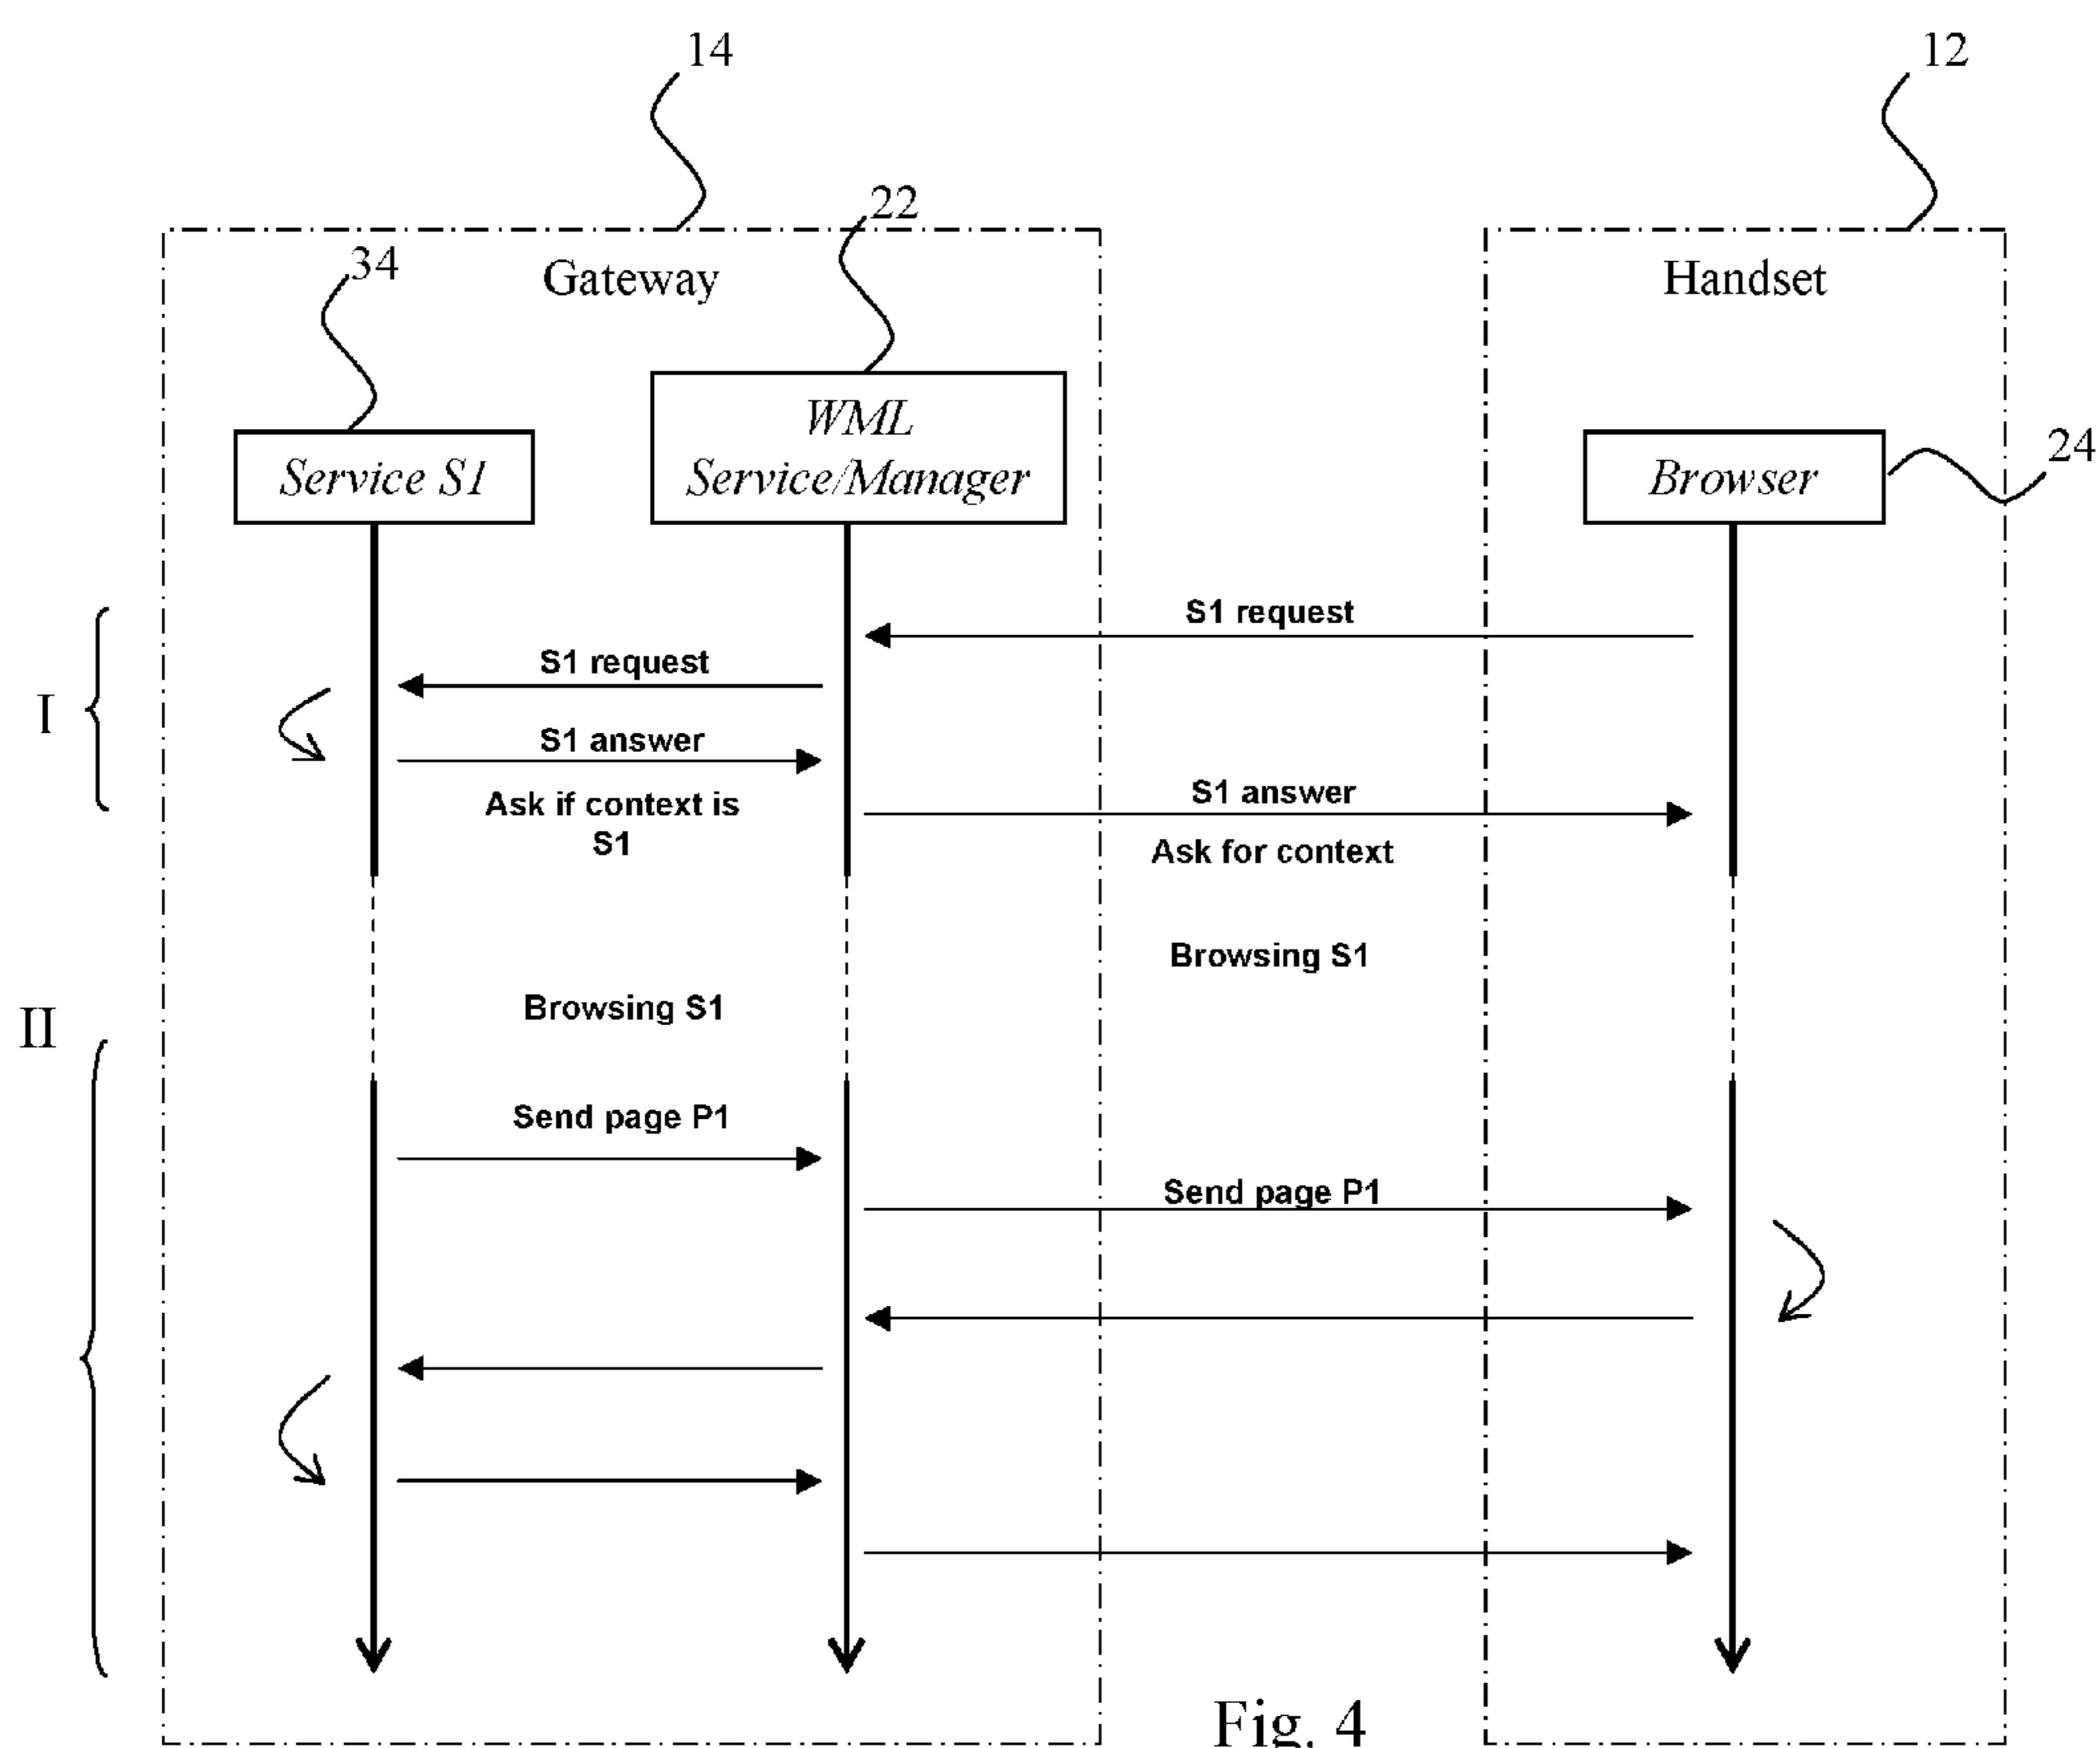 14
12
22
34
Gateway
Handset
WML
Service/Manager
Service S1
Browser
24
S1 request
S1 request
I
S1 answer
S1 answer
Ask if context is
S1
Ask for context
Browsing S1
Browsing S1
II
Send page P1
Send page P1
Fig. 4